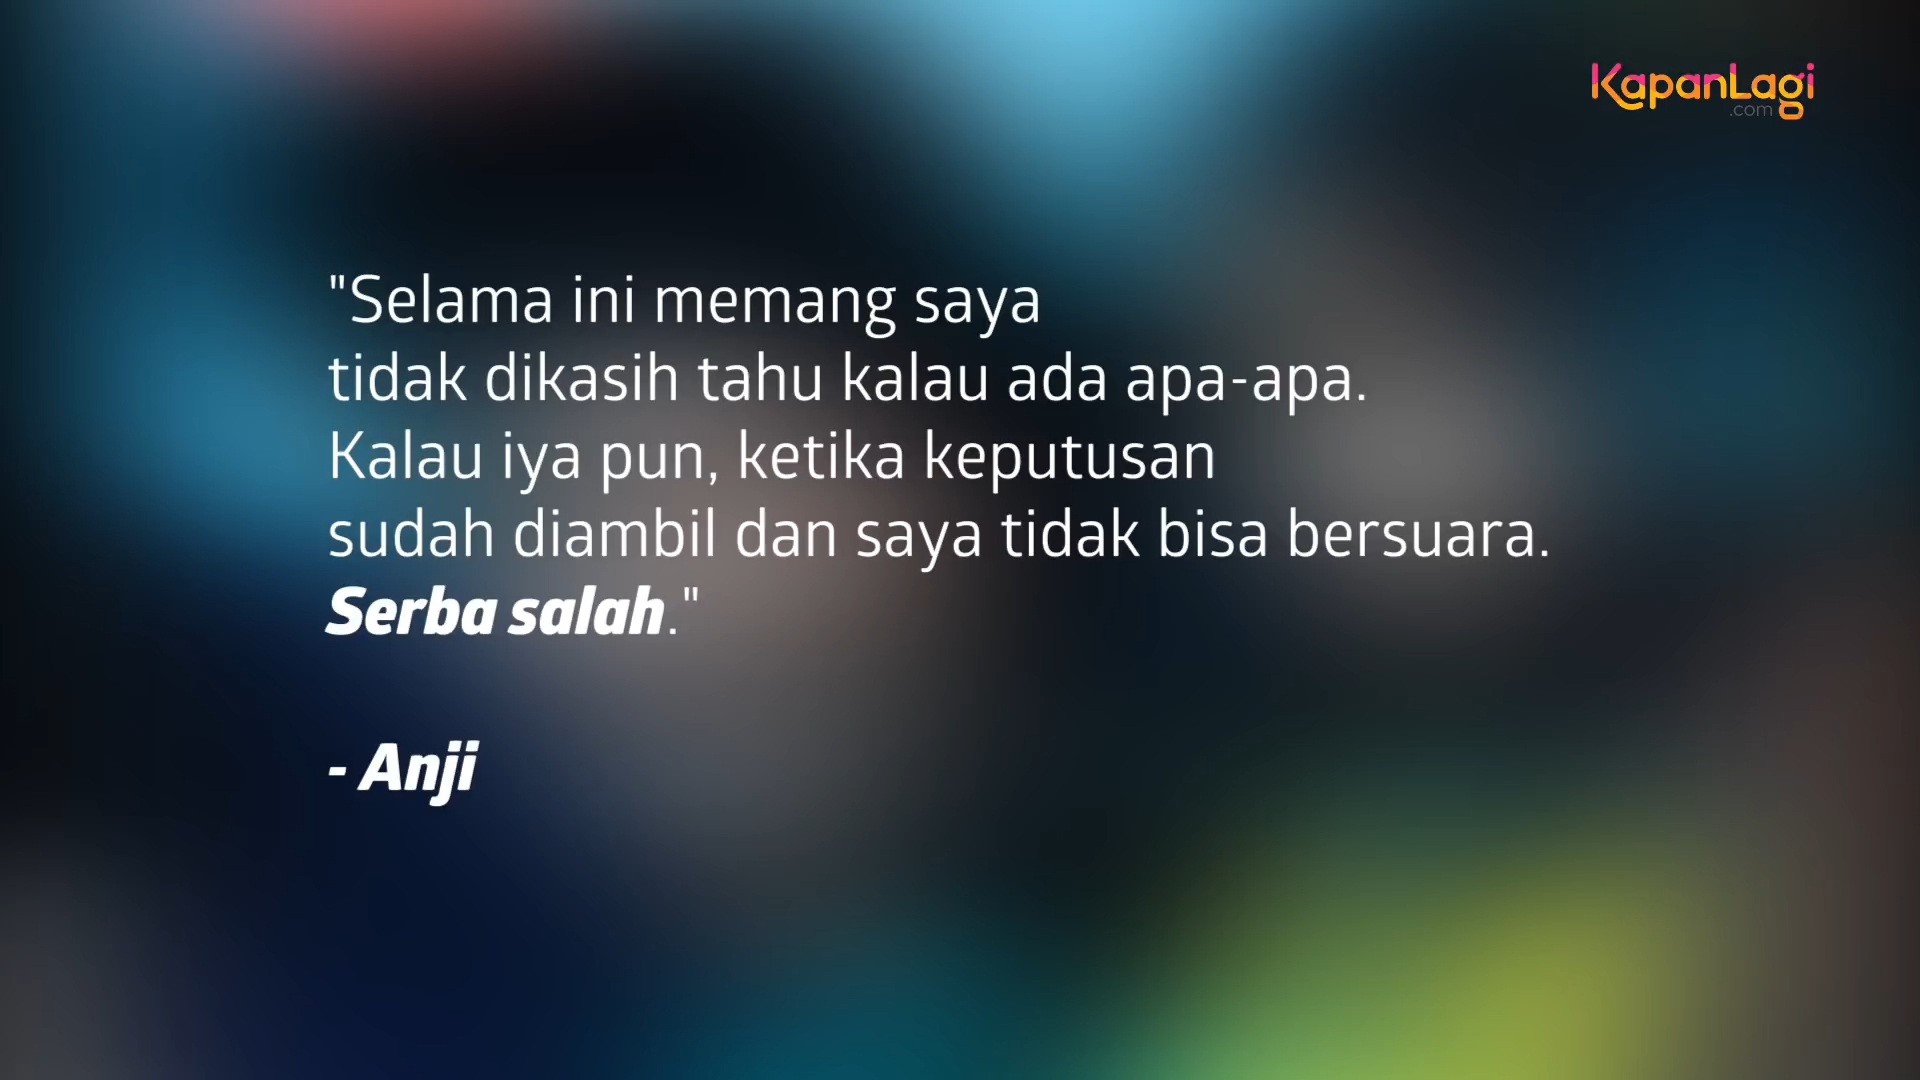 KapanLagi
.com
"Selama ini memang saya
tidak dikasih tahu kalau ada apa-apa.
Kalau iya pun, ketika keputusan
sudah diambil dan saya tidak bisa bersuara.
Serba salah."
- Anji